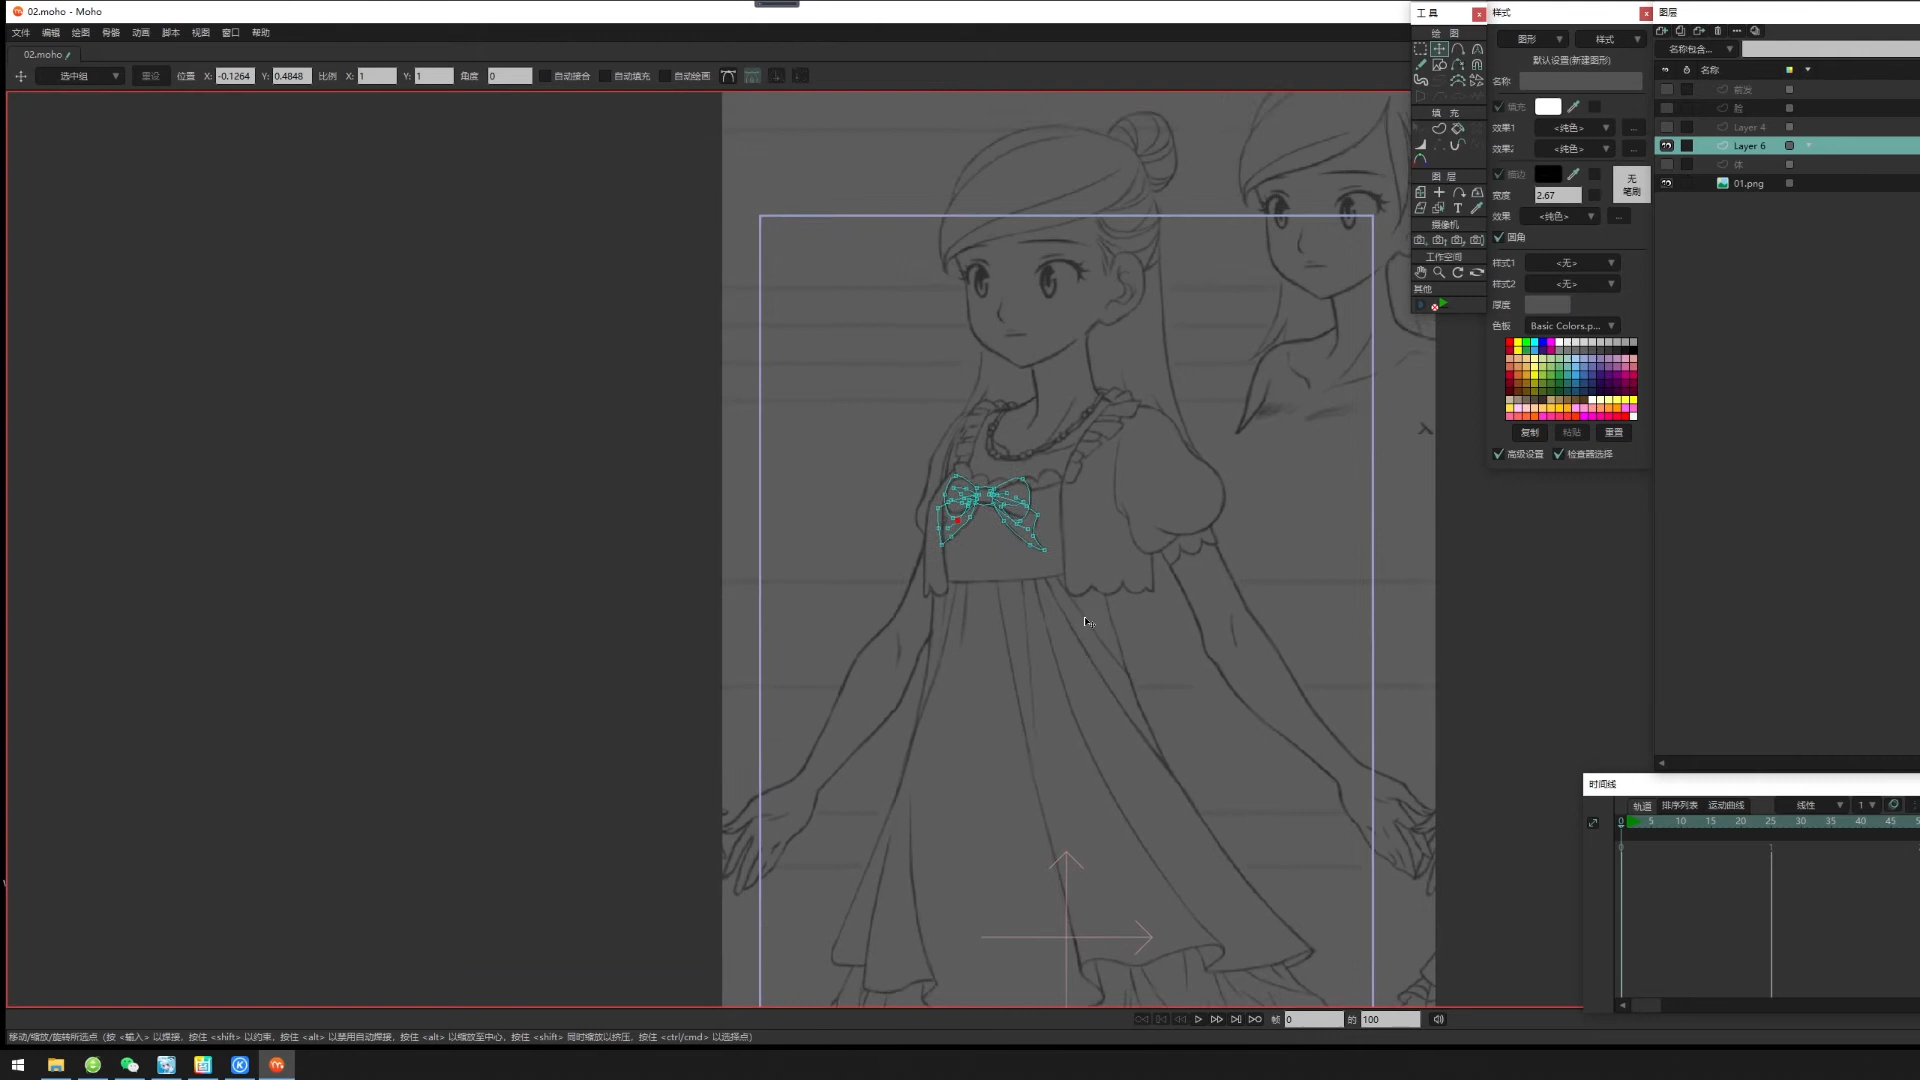 02.moho - Moho
文件 编辑 绘图 骨骼 动画 脚本 视图 窗口 帮助
02.moho
选中组 重设 位置 X: -0.1264 Y: 0.4848 比例 X: 1 Y: 1 角度 0 自动接合 自动填充 自动绘画
工具
绘 图
填 充
图 层
T
摄像机
工作空间
其他
样式
图形 样式
默认设置(新建图形)
名称
填充
效果1 <纯色> ...
效果2 <纯色> ...
描边
无
笔刷
宽度 2.67
效果 <纯色> ...
圆角
样式1 <无>
样式2 <无>
厚度
色板 Basic Colors.p...
复制 粘贴 重置
高级设置 检查器选择
图层
名称包含...
名称
前发
脸
Layer 4
Layer 6
体
01.png
时间线
轨道 排序列表 运动曲线 线性 1
0 5 10 15 20 25 30 35 40 45
0 1
帧 0 的 100
移动/缩放/旋转所选点（按 <输入> 以焊接，按住 <shift> 以约束，按住 <alt> 以禁用自动焊接，按住 <alt> 以缩放至中心，按住 <shift> 同时缩放以挤压，按住 <ctrl/cmd> 以选择点）